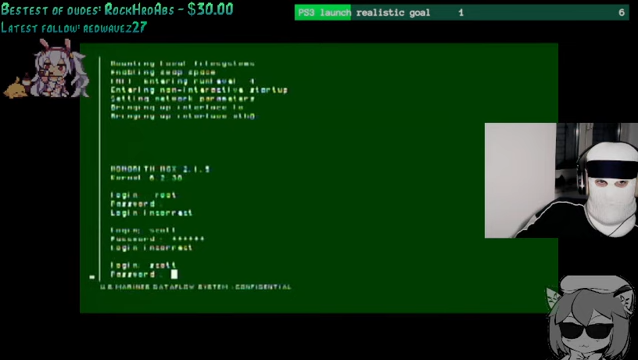 Bestest of dudes: RockHroAbs - $30.00
Latest follow: redwavez27
PS3 launch realistic goal 1 6
Mounting Local filesystems
Enabling swap space
INIT: Entering runlevel 4
Entering non-interactive startup
Setting network parameters
Bringing up interface lo
Bringing up interface eth0
2.1.5
Kernel 6.2.38
Login: root
Password:
Login incorrect
Login: scott
Password: ******
Login incorrect
Login: scott
Password:
U.S MARINES DATAFLOW SYSTEM - CONFIDENTIAL